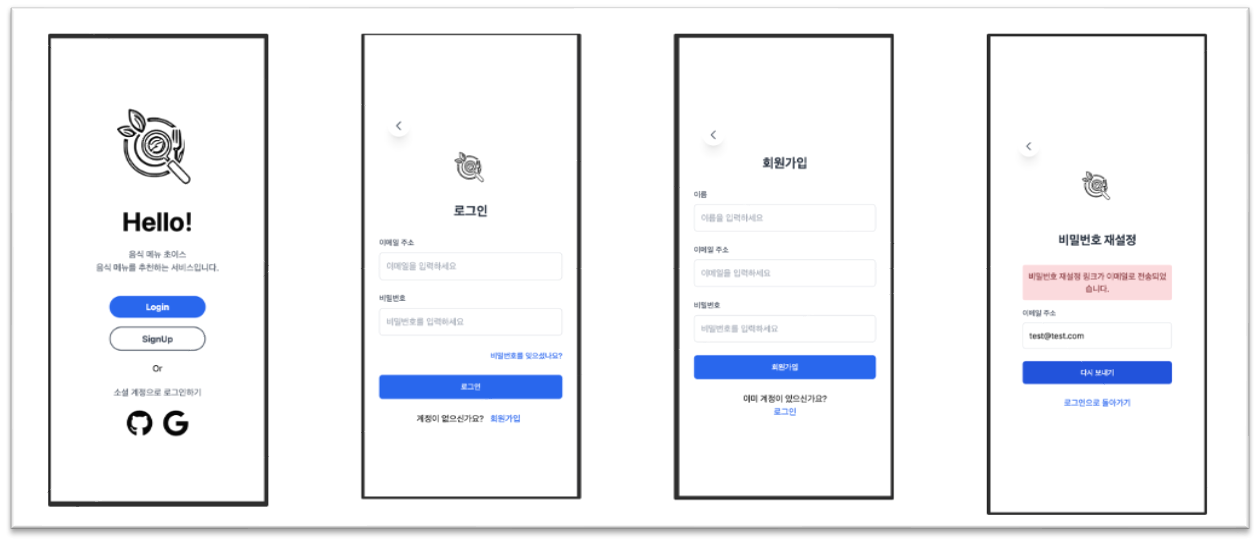 Hello!
음식 메뉴 초이스
음식 메뉴를 추천하는 서비스입니다.
Login
SignUp
Or
소셜 계정으로 로그인하기
로그인
이메일 주소
이메일을 입력하세요
비밀번호
비밀번호를 입력하세요
비밀번호를 잊으셨나요?
로그인
계정이 없으신가요? 회원가입
회원가입
이름
이름을 입력하세요
이메일 주소
이메일을 입력하세요
비밀번호
비밀번호를 입력하세요
회원가입
이미 계정이 있으신가요?
로그인
비밀번호 재설정
비밀번호 재설정 링크가 이메일로 전송되었
습니다.
이메일 주소
test@test.com
다시 보내기
로그인으로 돌아가기